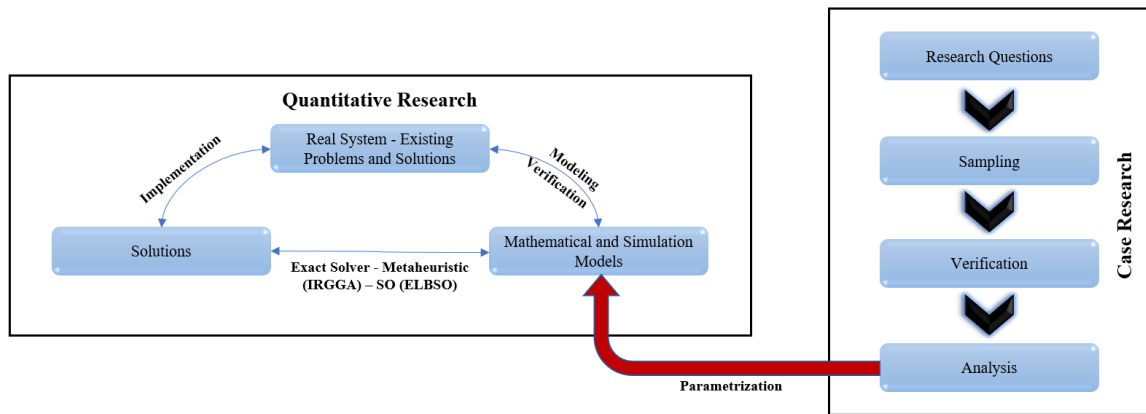 Quantitative Research
Real System - Existing
Problems and Solutions
Implementation
Modeling
Verification
Solutions
Mathematical and Simulation
Models
Exact Solver - Metaheuristic
(IRGGA) – SO (ELBSO)
Parametrization
Research Questions
Sampling
Verification
Analysis
Case Research